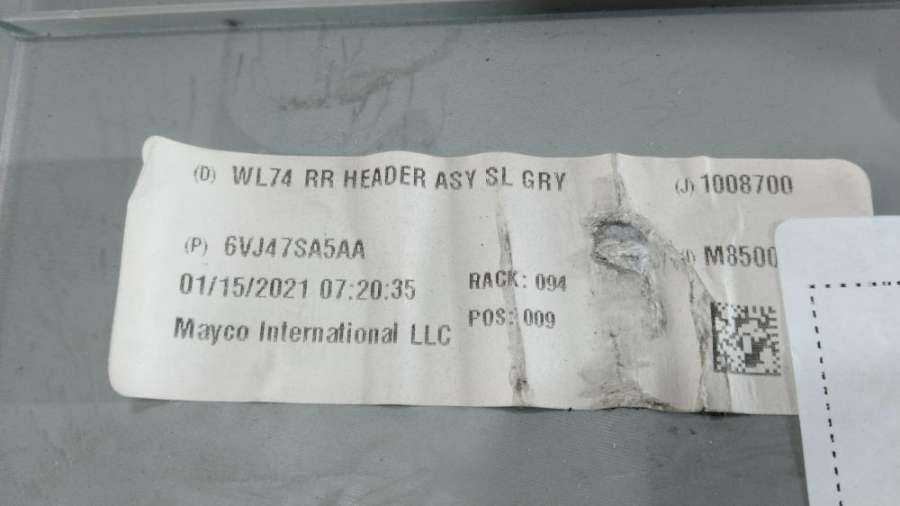 (D) WL74 RR HEADER ASY SL GRY (J) 1008700
(P) 6VJ47SA5AA M8500
01/15/2021 07:20:35 RACK: 094
Mayco International LLC POS: 009